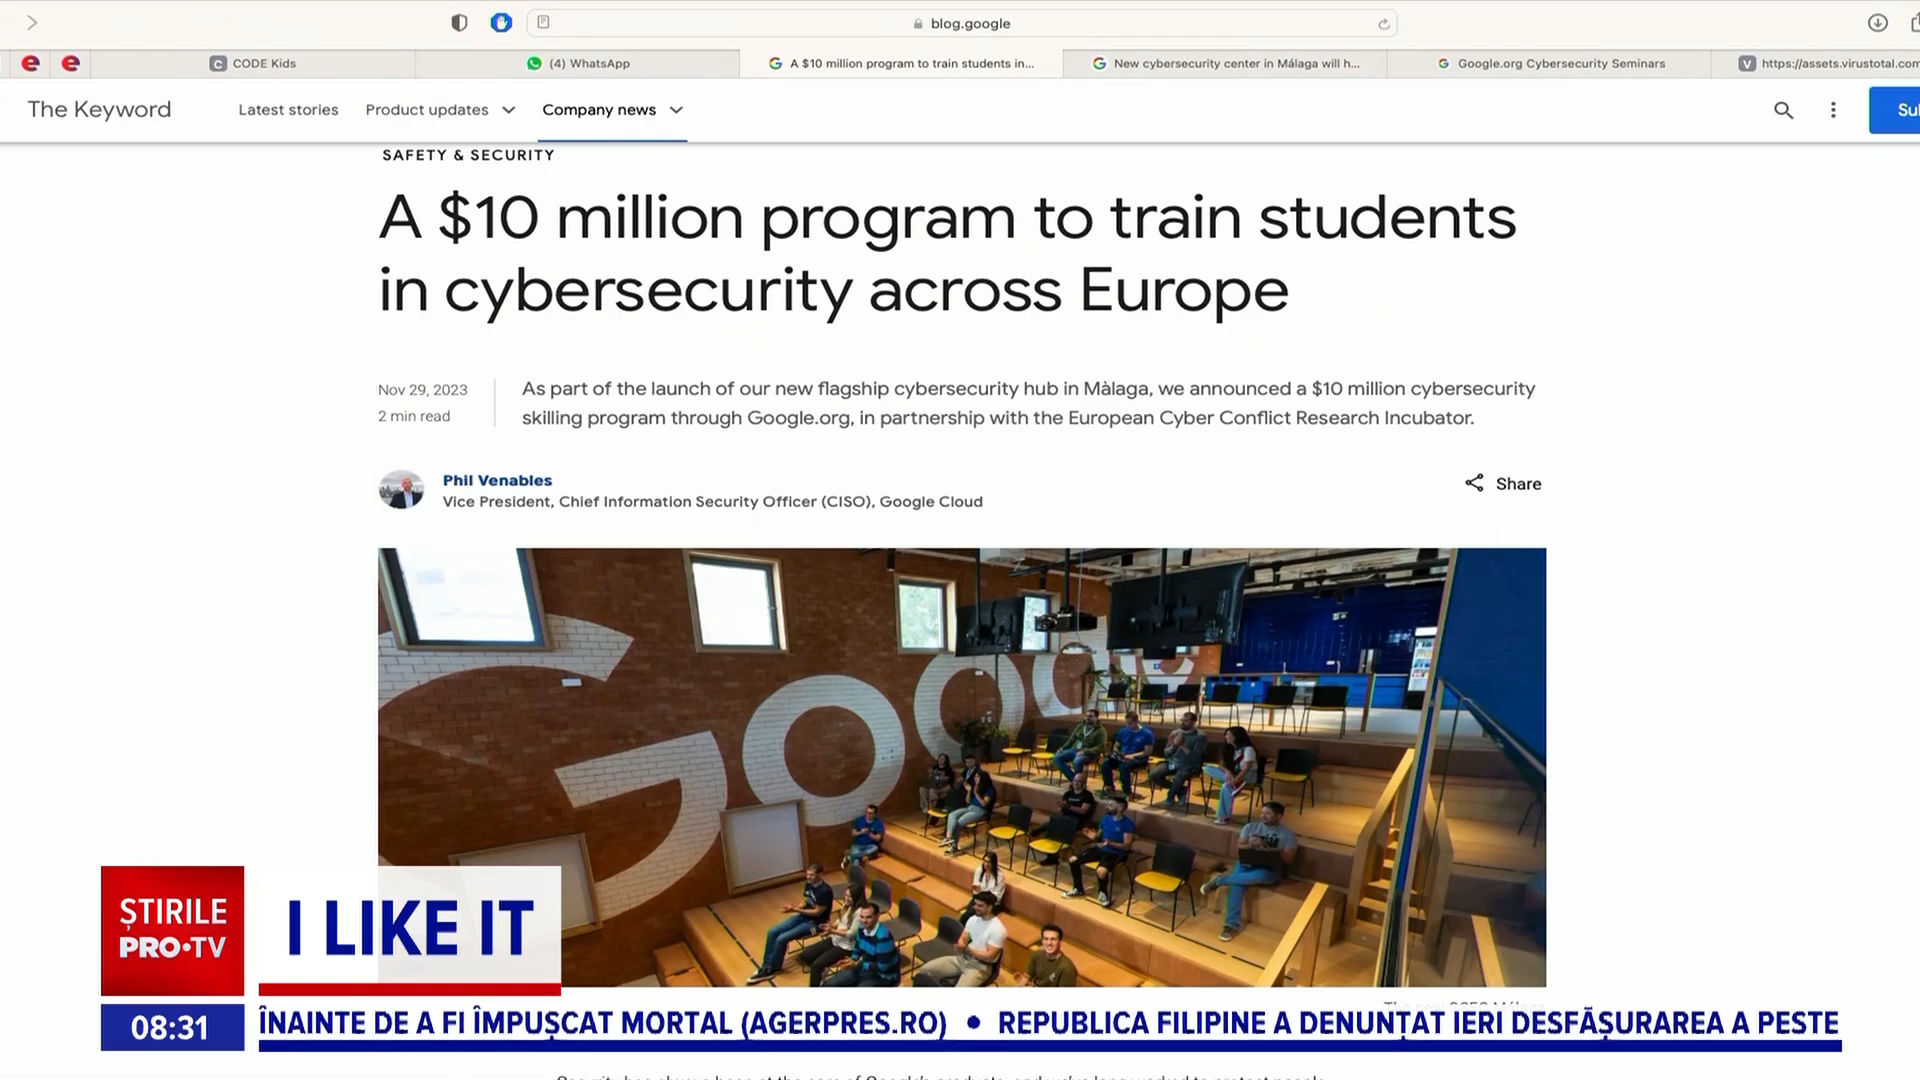 blog.google
CODE Kids
(4) WhatsApp
A $10 million program to train students in...
New cybersecurity center in Málaga will h...
Google.org Cybersecurity Seminars
https://assets.virustotal.com
The Keyword
Latest stories
Product updates
Company news
SAFETY & SECURITY
A $10 million program to train students
in cybersecurity across Europe
Nov 29, 2023
2 min read
As part of the launch of our new flagship cybersecurity hub in Màlaga, we announced a $10 million cybersecurity
skilling program through Google.org, in partnership with the European Cyber Conflict Research Incubator.
Phil Venables
Vice President, Chief Information Security Officer (CISO), Google Cloud
Share
Google
ȘTIRILE
PRO•TV
I LIKE IT
08:31
ÎNAINTE DE A FI ÎMPUȘCAT MORTAL (AGERPRES.RO) • REPUBLICA FILIPINE A DENUNȚAT IERI DESFĂȘURAREA A PESTE